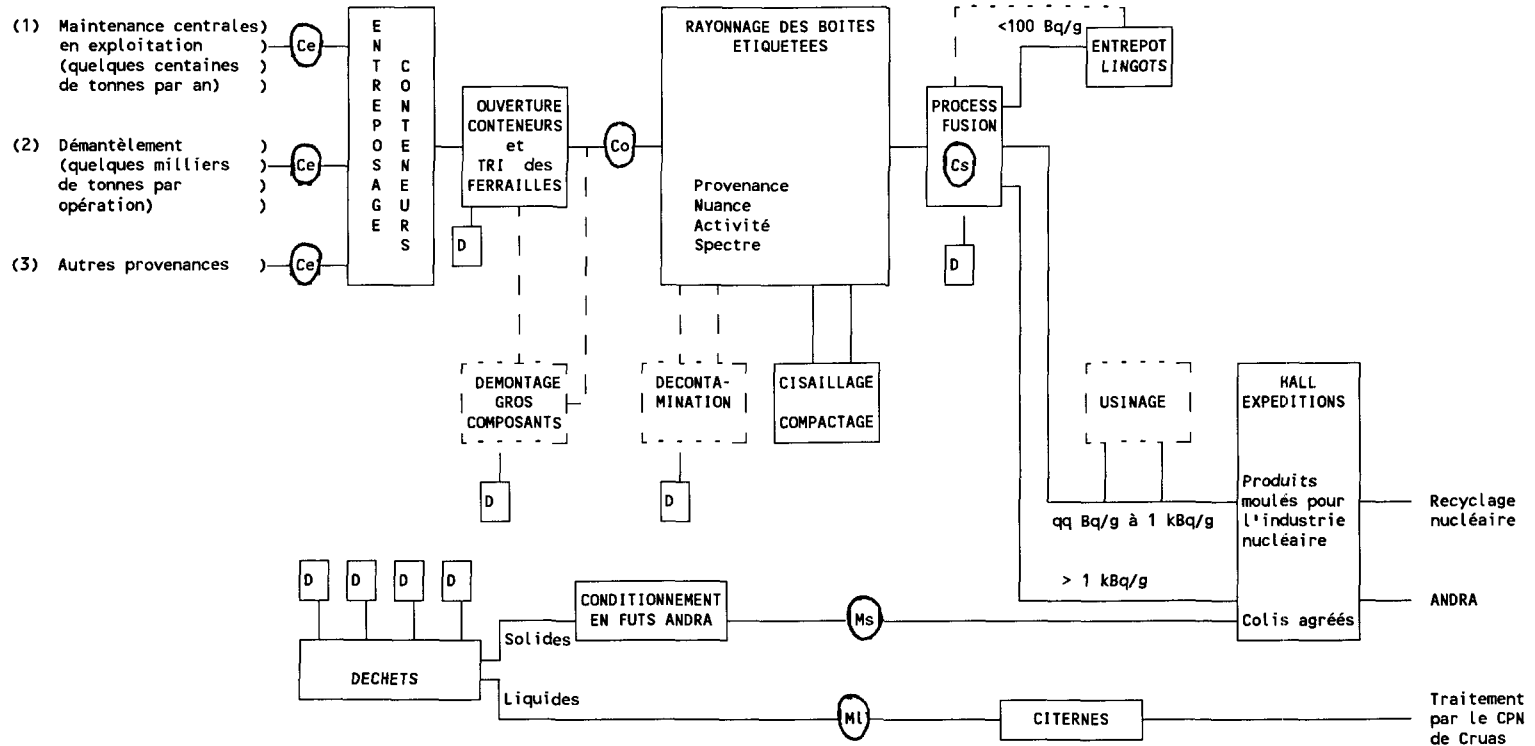 (1) Maintenance centrales)
en exploitation )
(quelques centaines )
de tonnes par an) )
Ce
(2) Démantèlement )
(quelques milliers )
de tonnes par )
opération) )
Ce
(3) Autres provenances )
Ce
ENTREPOSAGE
CONTENEURS
OUVERTURE
CONTENEURS
et
TRI des
FERRAILLES
D
Co
RAYONNAGE DES BOITES
ETIQUETEES
Provenance
Nuance
Activité
Spectre
PROCESS
FUSION
Cs
D
<100 Bq/g
ENTREPOT
LINGOTS
DEMONTAGE
GROS
COMPOSANTS
D
DECONTA-
MINATION
D
CISAILLAGE
COMPACTAGE
USINAGE
HALL
EXPEDITIONS
Produits
moulés pour
l'industrie
nucléaire
Colis agréés
qq Bq/g à 1 kBq/g
> 1 kBq/g
Recyclage
nucléaire
ANDRA
D D D D
DECHETS
Solides
CONDITIONNEMENT
EN FUTS ANDRA
Ms
Liquides
Ml
CITERNES
Traitement
par le CPN
de Cruas